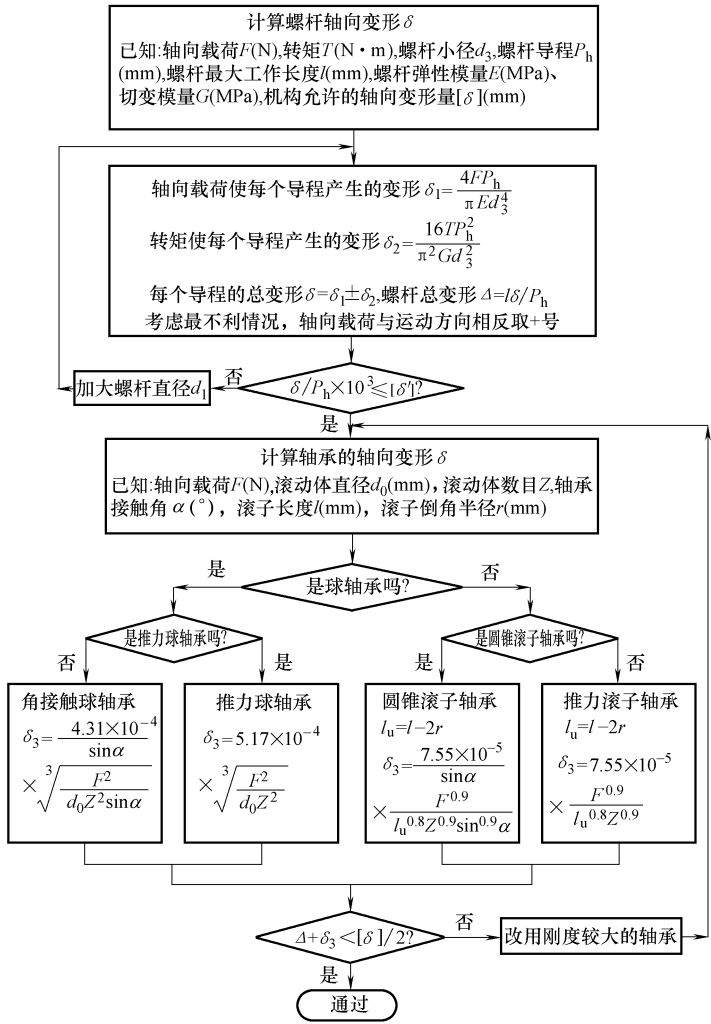 计算螺杆轴向变形δ
已知:轴向载荷F(N),转矩T(N·m),螺杆小径d₃,螺杆导程Pₕ
(mm),螺杆最大工作长度l(mm),螺杆弹性模量E(MPa)、
切变模量G(MPa),机构允许的轴向变形量[δ](mm)
轴向载荷使每个导程产生的变形 δ₁=4FPₕ/πEd₃⁴
转矩使每个导程产生的变形 δ₂=16TPₕ²/π²Gd₃²
每个导程的总变形δ=δ₁±δ₂,螺杆总变形Δ=lδ/Pₕ
考虑最不利情况，轴向载荷与运动方向相反取+号
δ/Pₕ×10³≤[δ′]?
否
加大螺杆直径d₁
是
计算轴承的轴向变形δ
已知:轴向载荷F(N),滚动体直径d₀(mm)，滚动体数目Z,轴承
接触角α(°)，滚子长度l(mm)，滚子倒角半径r(mm)
是球轴承吗?
是
否
是推力球轴承吗?
是圆锥滚子轴承吗?
否
是
是
否
角接触球轴承
δ₃=4.31×10⁻⁴/sinα
×∛(F²/d₀Z²sinα)
推力球轴承
δ₃=5.17×10⁻⁴
×∛(F²/d₀Z²)
圆锥滚子轴承
lᵤ=l−2r
δ₃=7.55×10⁻⁵/sinα
×F⁰·⁹/lᵤ⁰·⁸Z⁰·⁹sin⁰·⁹α
推力滚子轴承
lᵤ=l−2r
δ₃=7.55×10⁻⁵
×F⁰·⁹/lᵤ⁰·⁸Z⁰·⁹
Δ+δ₃<[δ]/2?
否
改用刚度较大的轴承
是
通过